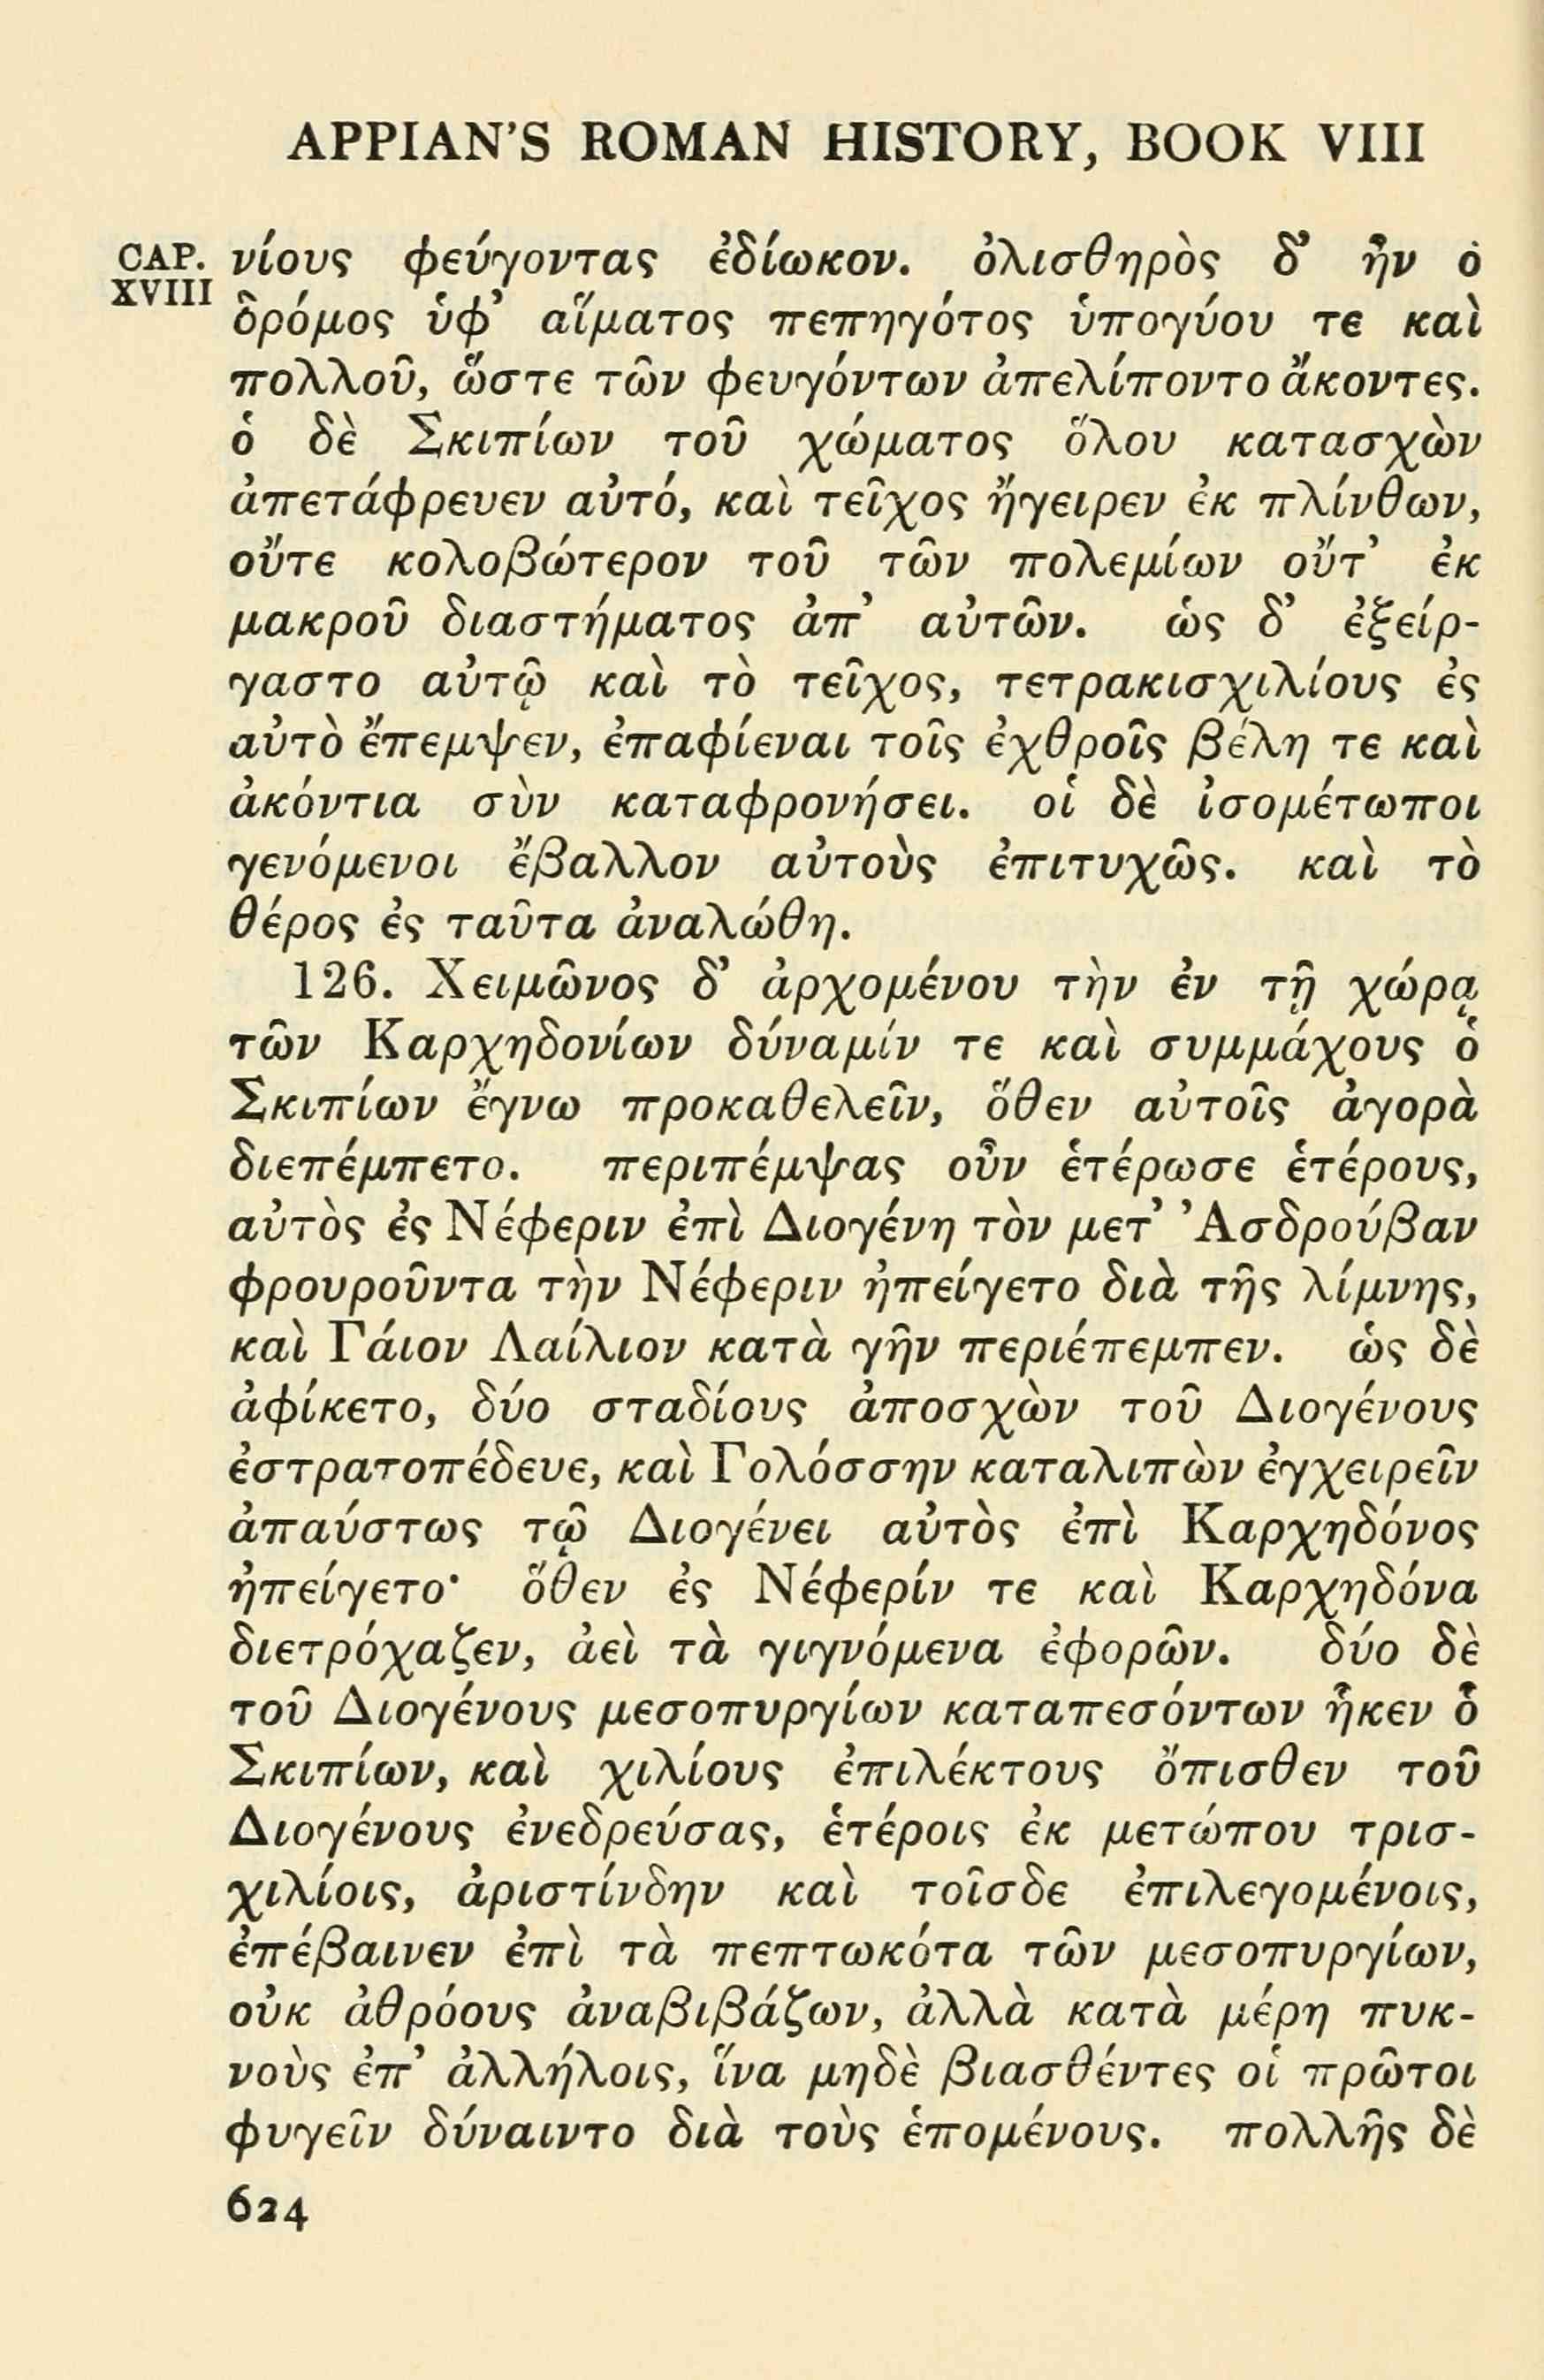 APPIAN'S ROMAN HISTORY, BOOK VIII
CAP. XVIII
νίους φεύγοντας ἐδίωκον. ὀλισθηρὸς δ' ἦν ὁ
δρόμος ὑφ' αἵματος πεπηγότος ὑπογύου τε καὶ
πολλοῦ, ὥστε τῶν φευγόντων ἀπελίποντο ἄκοντες.
ὁ δὲ Σκιπίων τοῦ χώματος ὅλου κατασχὼν
ἀπετάφρευεν αὐτό, καὶ τεῖχος ἤγειρεν ἐκ πλίνθων,
οὔτε κολοβώτερον τοῦ τῶν πολεμίων οὔτ' ἐκ
μακροῦ διαστήματος ἀπ' αὐτῶν. ὡς δ' ἐξείρ-
γαστο αὐτῷ καὶ τὸ τεῖχος, τετρακισχιλίους ἐς
αὐτὸ ἔπεμψεν, ἐπαφίεναι τοῖς ἐχθροῖς βέλη τε καὶ
ἀκόντια σὺν καταφρονήσει. οἱ δὲ ἰσομέτωποι
γενόμενοι ἔβαλλον αὐτοὺς ἐπιτυχῶς. καὶ τὸ
θέρος ἐς ταῦτα ἀναλώθη.
126. Χειμῶνος δ' ἀρχομένου τὴν ἐν τῇ χώρᾳ
τῶν Καρχηδονίων δύναμίν τε καὶ συμμάχους ὁ
Σκιπίων ἔγνω προκαθελεῖν, ὅθεν αὐτοῖς ἀγορὰ
διεπέμπετο. περιπέμψας οὖν ἑτέρωσε ἑτέρους,
αὐτὸς ἐς Νέφεριν ἐπὶ Διογένη τὸν μετ' Ἀσδρούβαν
φρουροῦντα τὴν Νέφεριν ἠπείγετο διὰ τῆς λίμνης,
καὶ Γάιον Λαίλιον κατὰ γῆν περιέπεμπεν. ὡς δὲ
ἀφίκετο, δύο σταδίους ἀποσχὼν τοῦ Διογένους
ἐστρατοπέδευε, καὶ Γολόσσην καταλιπὼν ἐγχειρεῖν
ἀπαύστως τῷ Διογένει αὐτὸς ἐπὶ Καρχηδόνος
ἠπείγετο· ὅθεν ἐς Νέφερίν τε καὶ Καρχηδόνα
διετρόχαζεν, ἀεὶ τὰ γιγνόμενα ἐφορῶν. δύο δὲ
τοῦ Διογένους μεσοπυργίων καταπεσόντων ἧκεν ὁ
Σκιπίων, καὶ χιλίους ἐπιλέκτους ὄπισθεν τοῦ
Διογένους ἐνεδρεύσας, ἑτέροις ἐκ μετώπου τρισ-
χιλίοις, ἀριστίνδην καὶ τοῖσδε ἐπιλεγομένοις,
ἐπέβαινεν ἐπὶ τὰ πεπτωκότα τῶν μεσοπυργίων,
οὐκ ἀθρόους ἀναβιβάζων, ἀλλὰ κατὰ μέρη πυκ-
νοὺς ἐπ' ἀλλήλοις, ἵνα μηδὲ βιασθέντες οἱ πρῶτοι
φυγεῖν δύναιντο διὰ τοὺς ἑπομένους. πολλῆς δὲ
624